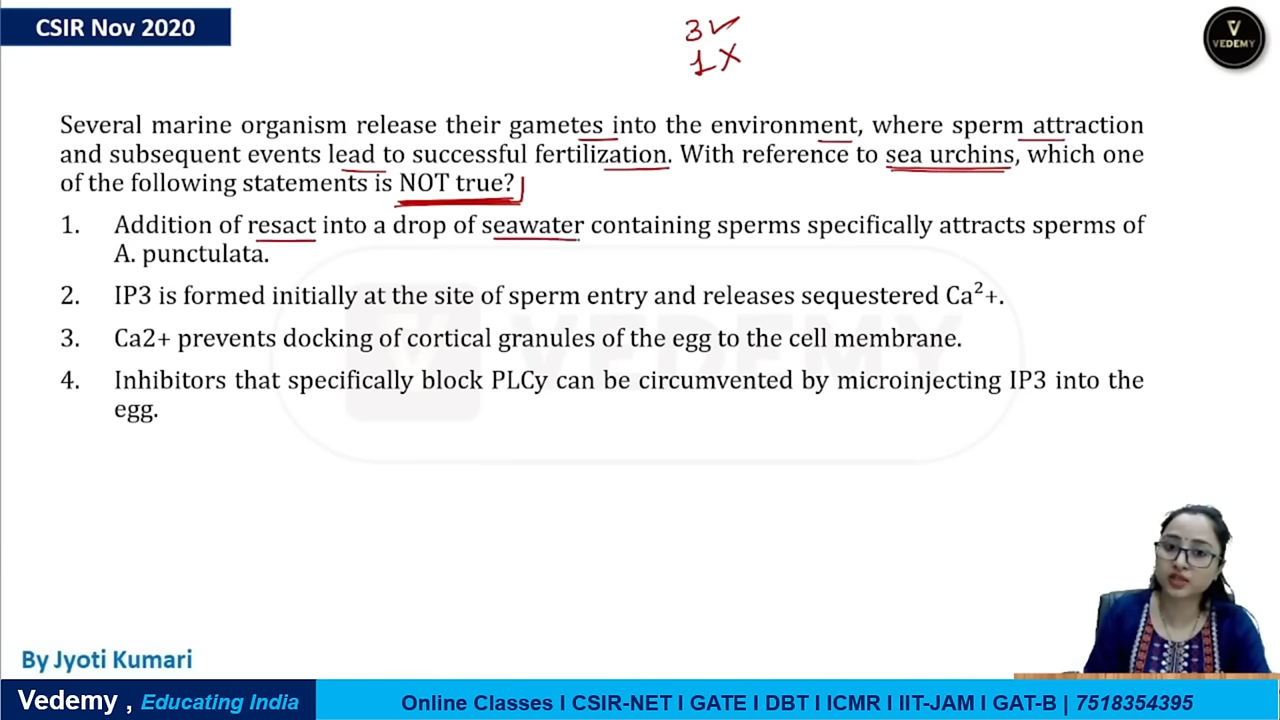 CSIR Nov 2020
3 ✓
1 X
V
VEDEMY
Several marine organism release their gametes into the environment, where sperm attraction
and subsequent events lead to successful fertilization. With reference to sea urchins, which one
of the following statements is NOT true?
1. Addition of resact into a drop of seawater containing sperms specifically attracts sperms of
A. punctulata.
2. IP3 is formed initially at the site of sperm entry and releases sequestered Ca²+.
3. Ca2+ prevents docking of cortical granules of the egg to the cell membrane.
4. Inhibitors that specifically block PLCy can be circumvented by microinjecting IP3 into the
egg.
VEDEMY
By Jyoti Kumari
Vedemy , Educating India
Online Classes I CSIR-NET I GATE I DBT I ICMR I IIT-JAM I GAT-B | 7518354395